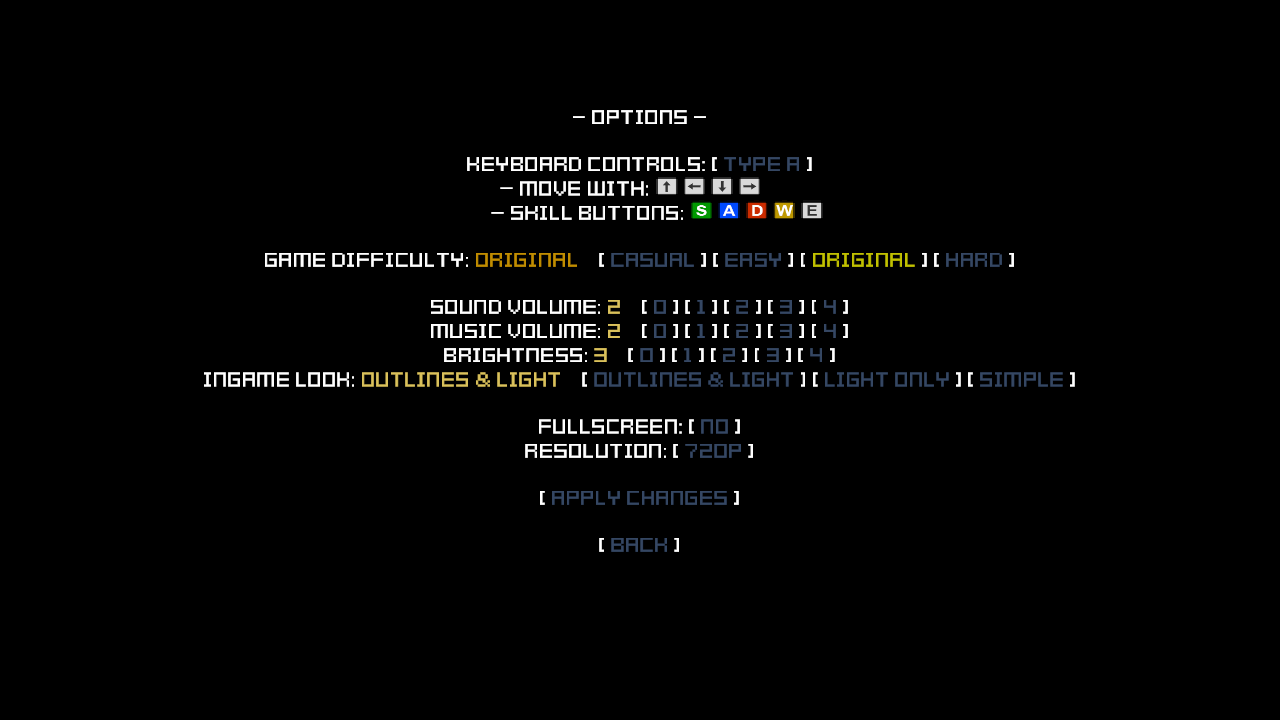 - OPTIONS -
KEYBOARD CONTROLS: [ TYPE A ]
- MOVE WITH: ↑ ← ↓ →
- SKILL BUTTONS: S A D W E
GAME DIFFICULTY: ORIGINAL [ CASUAL ] [ EASY ] [ ORIGINAL ] [ HARD ]
SOUND VOLUME: 2 [ 0 ] [ 1 ] [ 2 ] [ 3 ] [ 4 ]
MUSIC VOLUME: 2 [ 0 ] [ 1 ] [ 2 ] [ 3 ] [ 4 ]
BRIGHTNESS: 3 [ 0 ] [ 1 ] [ 2 ] [ 3 ] [ 4 ]
INGAME LOOK: OUTLINES & LIGHT [ OUTLINES & LIGHT ] [ LIGHT ONLY ] [ SIMPLE ]
FULLSCREEN: [ NO ]
RESOLUTION: [ 720P ]
[ APPLY CHANGES ]
[ BACK ]